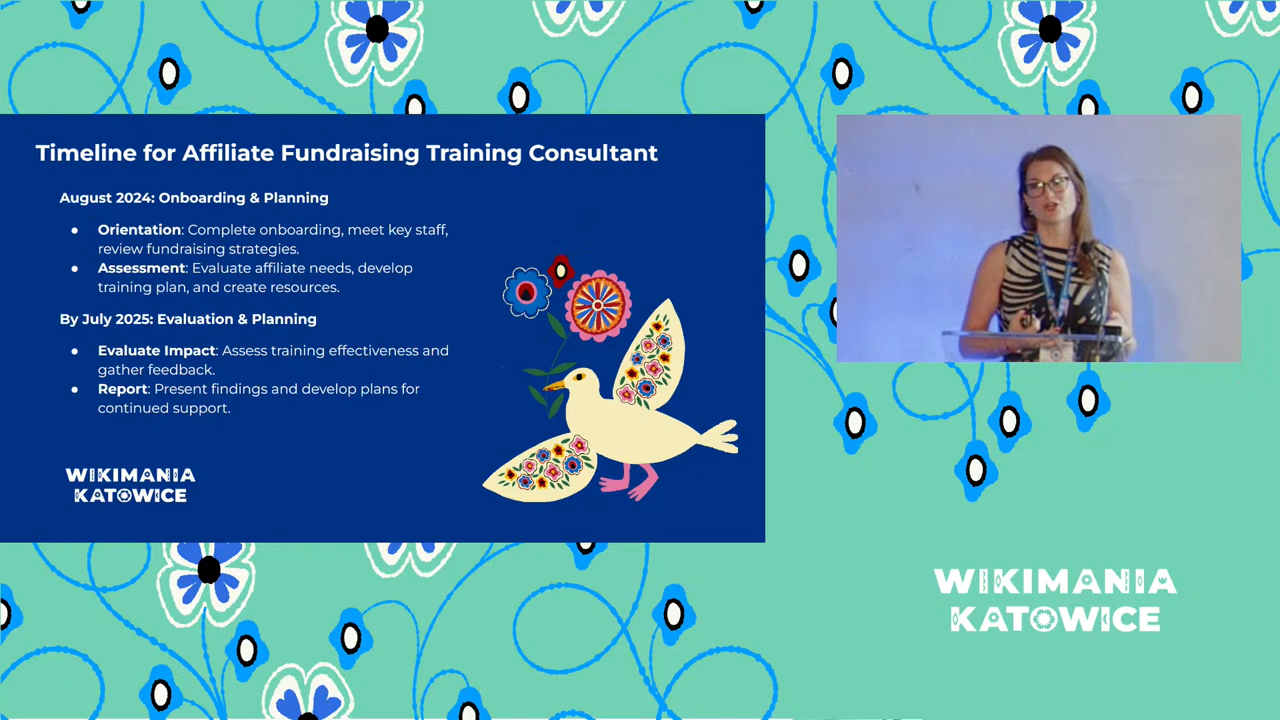 Timeline for Affiliate Fundraising Training Consultant
August 2024: Onboarding & Planning
● Orientation: Complete onboarding, meet key staff,
review fundraising strategies.
● Assessment: Evaluate affiliate needs, develop
training plan, and create resources.
By July 2025: Evaluation & Planning
● Evaluate Impact: Assess training effectiveness and
gather feedback.
● Report: Present findings and develop plans for
continued support.
WIKIMANIA
KATOWICE
WIKIMANIA
KATOWICE